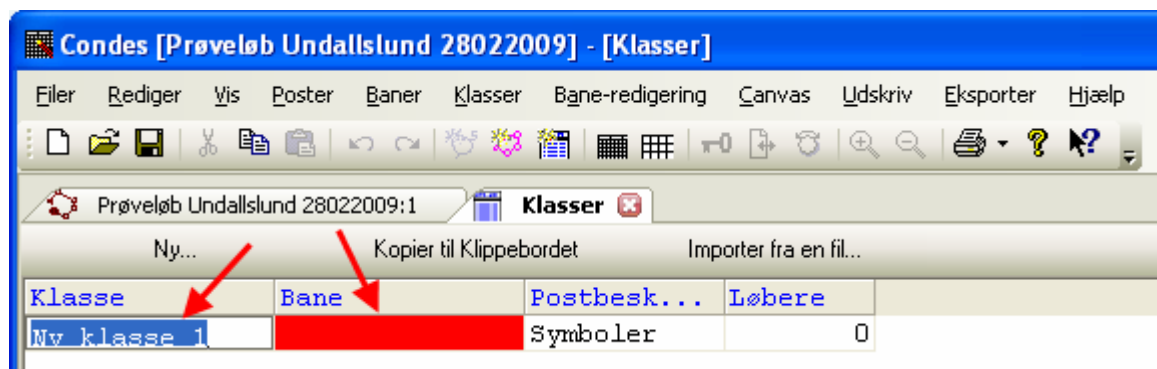 Condes [Prøveløb Undallslund 28022009] - [Klasser]
Filer Rediger Vis Poster Baner Klasser Bane-redigering Canvas Udskriv Eksporter Hjælp
Prøveløb Undallslund 28022009:1 Klasser
Ny... Kopier til Klippebordet Importer fra en fil...
Klasse Bane Postbesk... Løbere
Ny klasse 1 Symboler 0